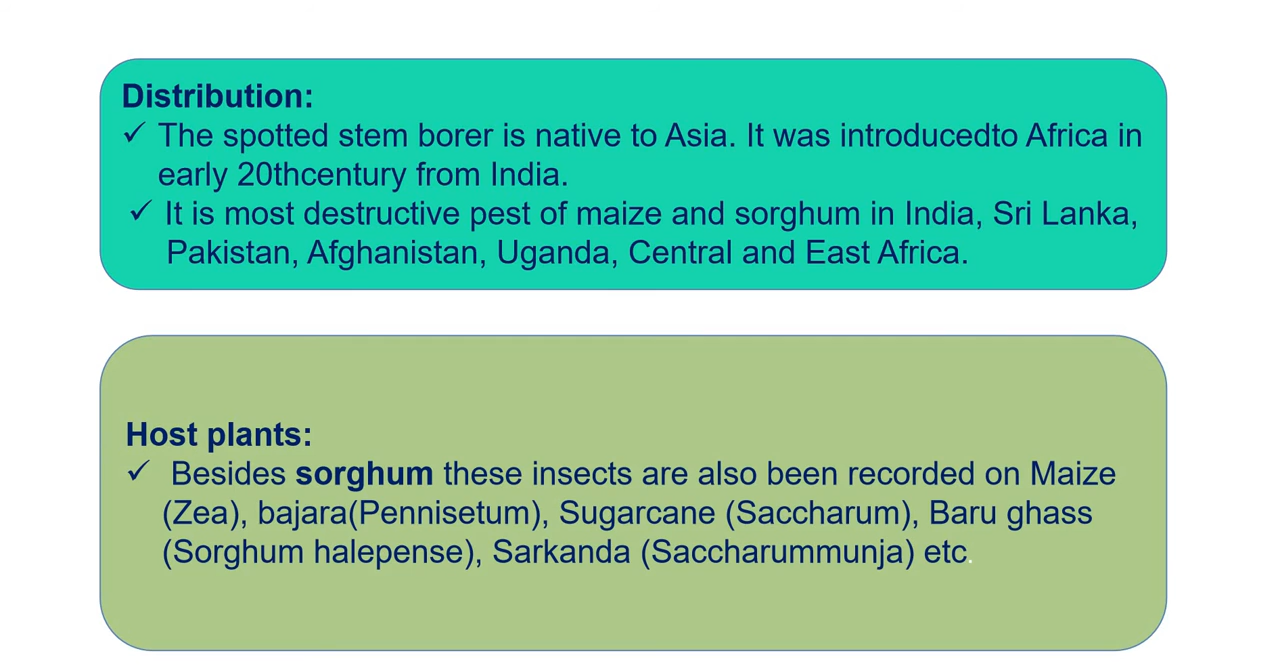 Distribution:
✓ The spotted stem borer is native to Asia. It was introducedto Africa in
early 20thcentury from India.
✓ It is most destructive pest of maize and sorghum in India, Sri Lanka,
Pakistan, Afghanistan, Uganda, Central and East Africa.
Host plants:
✓ Besides sorghum these insects are also been recorded on Maize
(Zea), bajara(Pennisetum), Sugarcane (Saccharum), Baru ghass
(Sorghum halepense), Sarkanda (Saccharummunja) etc.